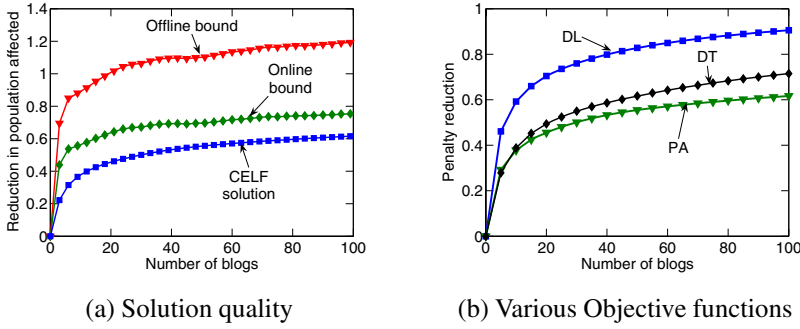 Reduction in population affected
1.4
1.2
1
0.8
0.6
0.4
0.2
0
0
20
40
60
80
100
Number of blogs
Offline bound
Online
bound
CELF
solution
(a) Solution quality
Penalty reduction
1
0.8
0.6
0.4
0.2
0
0
20
40
60
80
100
Number of blogs
DL
DT
PA
(b) Various Objective functions